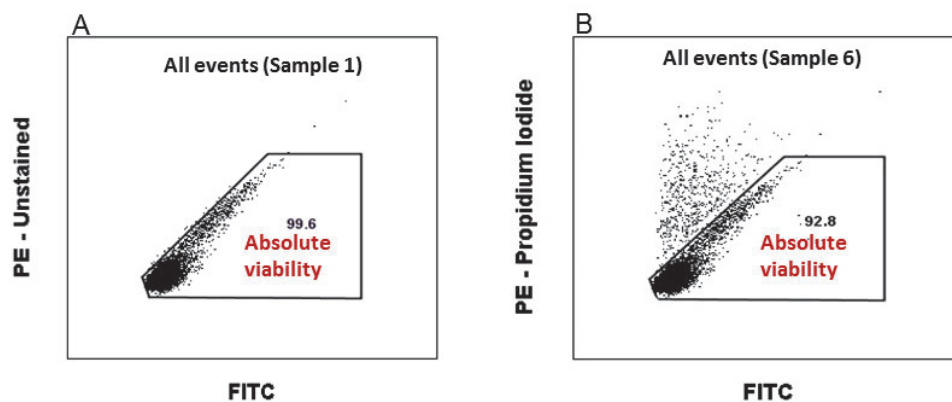 A
All events (Sample 1)
PE - Unstained
99.6
Absolute
viability
FITC
B
All events (Sample 6)
PE - Propidium Iodide
92.8
Absolute
viability
FITC